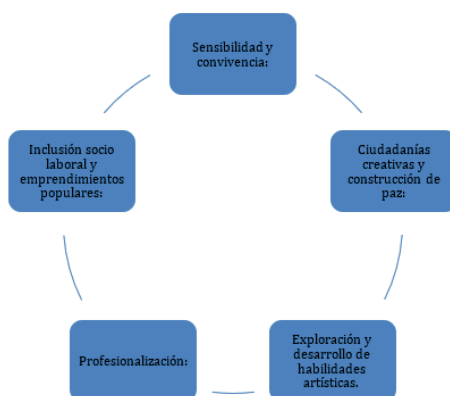 Sensibilidad y
convivencia:
Ciudadanías
creativas y
construcción de
paz:
Exploración y
desarrollo de
habilidades
artísticas.
Profesionalización:
Inclusión socio
laboral y
emprendimientos
populares: